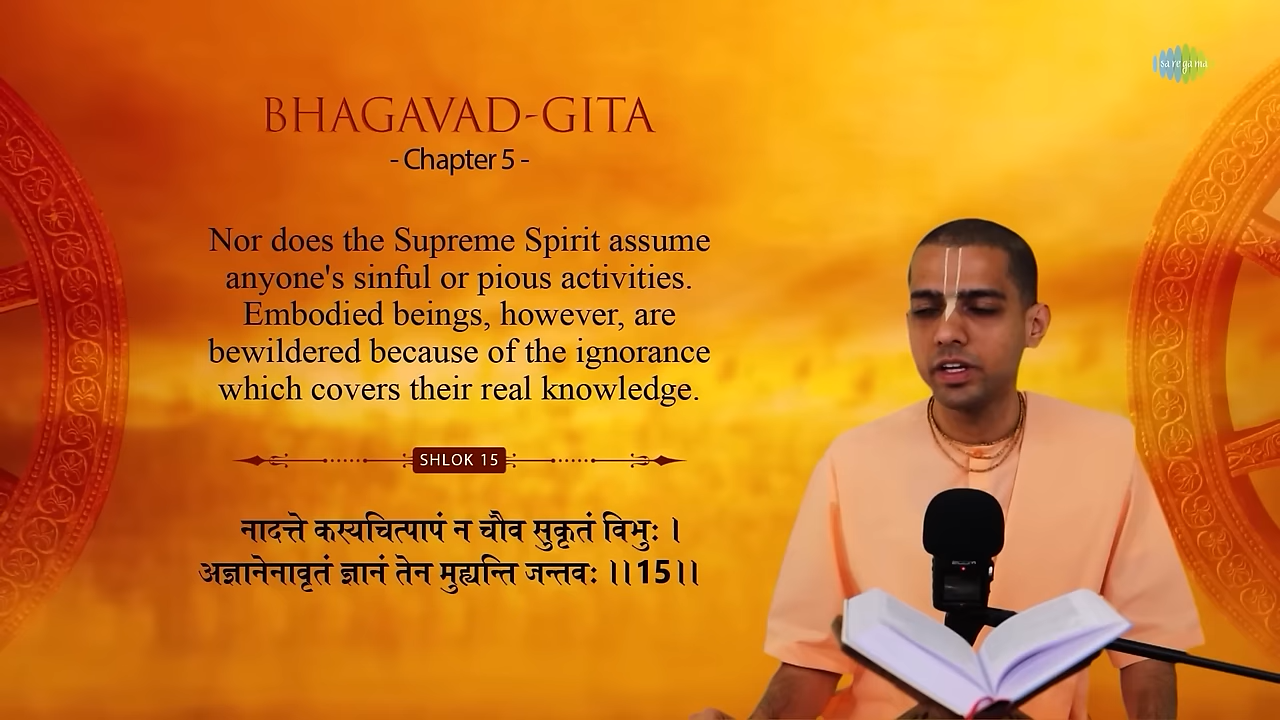 saregama
BHAGAVAD-GITA
- Chapter 5 -
Nor does the Supreme Spirit assume
anyone's sinful or pious activities.
Embodied beings, however, are
bewildered because of the ignorance
which covers their real knowledge.
SHLOK 15
नादत्ते कस्यचित्पापं न चौव सुकृतं विभुः ।
अज्ञानेनावृतं ज्ञानं तेन मुह्यन्ति जन्तवः ।।15।।